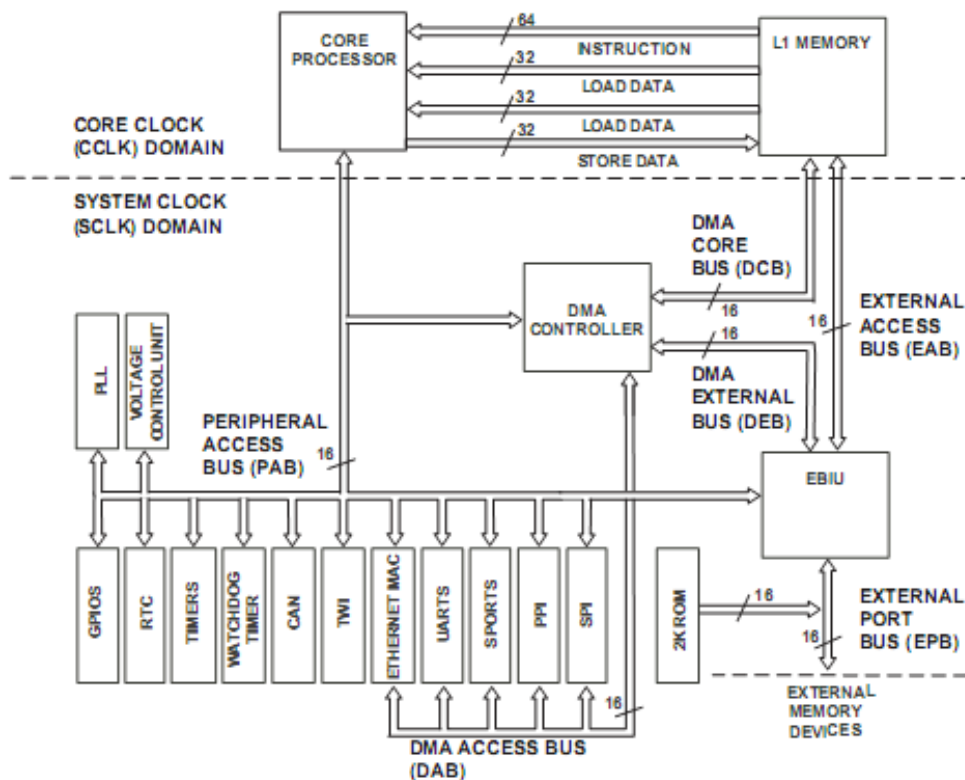 CORE
PROCESSOR
64
INSTRUCTION
32
LOAD DATA
32
LOAD DATA
32
STORE DATA
L1 MEMORY
CORE CLOCK
(CCLK) DOMAIN
SYSTEM CLOCK
(SCLK) DOMAIN
DMA
CORE
BUS (DCB)
16
DMA
CONTROLLER
16
DMA
EXTERNAL
BUS (DEB)
16
EXTERNAL
ACCESS
BUS (EAB)
PLL
VOLTAGE
CONTROL UNIT
PERIPHERAL
ACCESS
BUS (PAB)
16
EBIU
GPIOS
RTC
TIMERS
WATCHDOG
TIMER
CAN
TWI
ETHERNET MAC
UARTS
SPORTS
PPI
SPI
2K ROM
16
EXTERNAL
PORT
BUS (EPB)
16
16
DMA ACCESS BUS
(DAB)
EXTERNAL
MEMORY
DEVICES